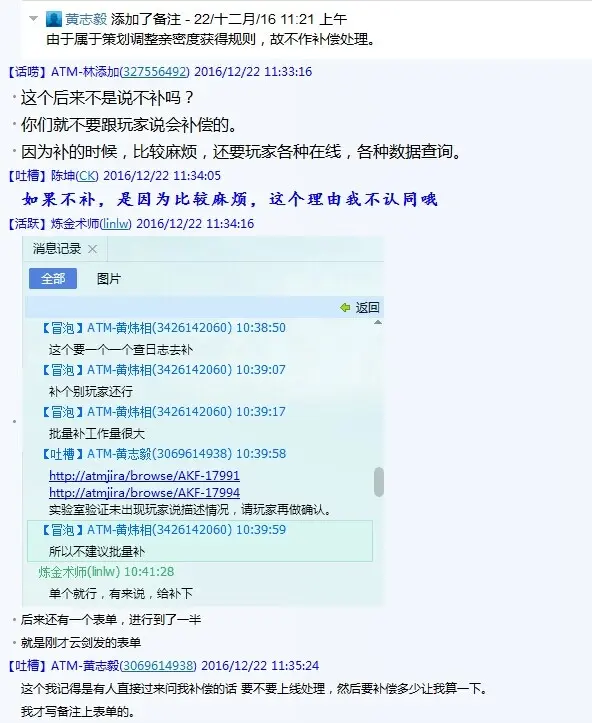 黄志毅 添加了备注 - 22/十二月/16 11:21 上午
由于属于策划调整亲密度获得规则，故不作补偿处理。
【话唠】ATM-林添加(327556492) 2016/12/22 11:33:16
这个后来不是说不补吗？
你们就不要跟玩家说会补偿的。
因为补的时候，比较麻烦，还要玩家各种在线，各种数据查询。
【吐槽】陈坤(CK) 2016/12/22 11:34:05
如果不补，是因为比较麻烦，这个理由我不认同哦
【活跃】炼金术师(linlw) 2016/12/22 11:34:16
消息记录
全部 图片
返回
【冒泡】ATM-黄炜相(3426142060) 10:38:50
这个要一个一个查日志去补
【冒泡】ATM-黄炜相(3426142060) 10:39:07
补个别玩家还行
【冒泡】ATM-黄炜相(3426142060) 10:39:17
批量补工作量很大
【吐槽】ATM-黄志毅(3069614938) 10:39:58
http://atmjira/browse/AKF-17991
http://atmjira/browse/AKF-17994
实验室验证未出现玩家说描述情况，请玩家再做确认。
【冒泡】ATM-黄炜相(3426142060) 10:39:59
所以不建议批量补
炼金术师(linlw) 10:41:28
单个就行，有来说，给补下
后来还有一个表单，进行到了一半
就是刚才云剑发的表单
【吐槽】ATM-黄志毅(3069614938) 2016/12/22 11:35:24
这个我记得是有人直接过来问我补偿的话 要不要上线处理，然后要补偿多少让我算一下。
我才写备注上表单的。